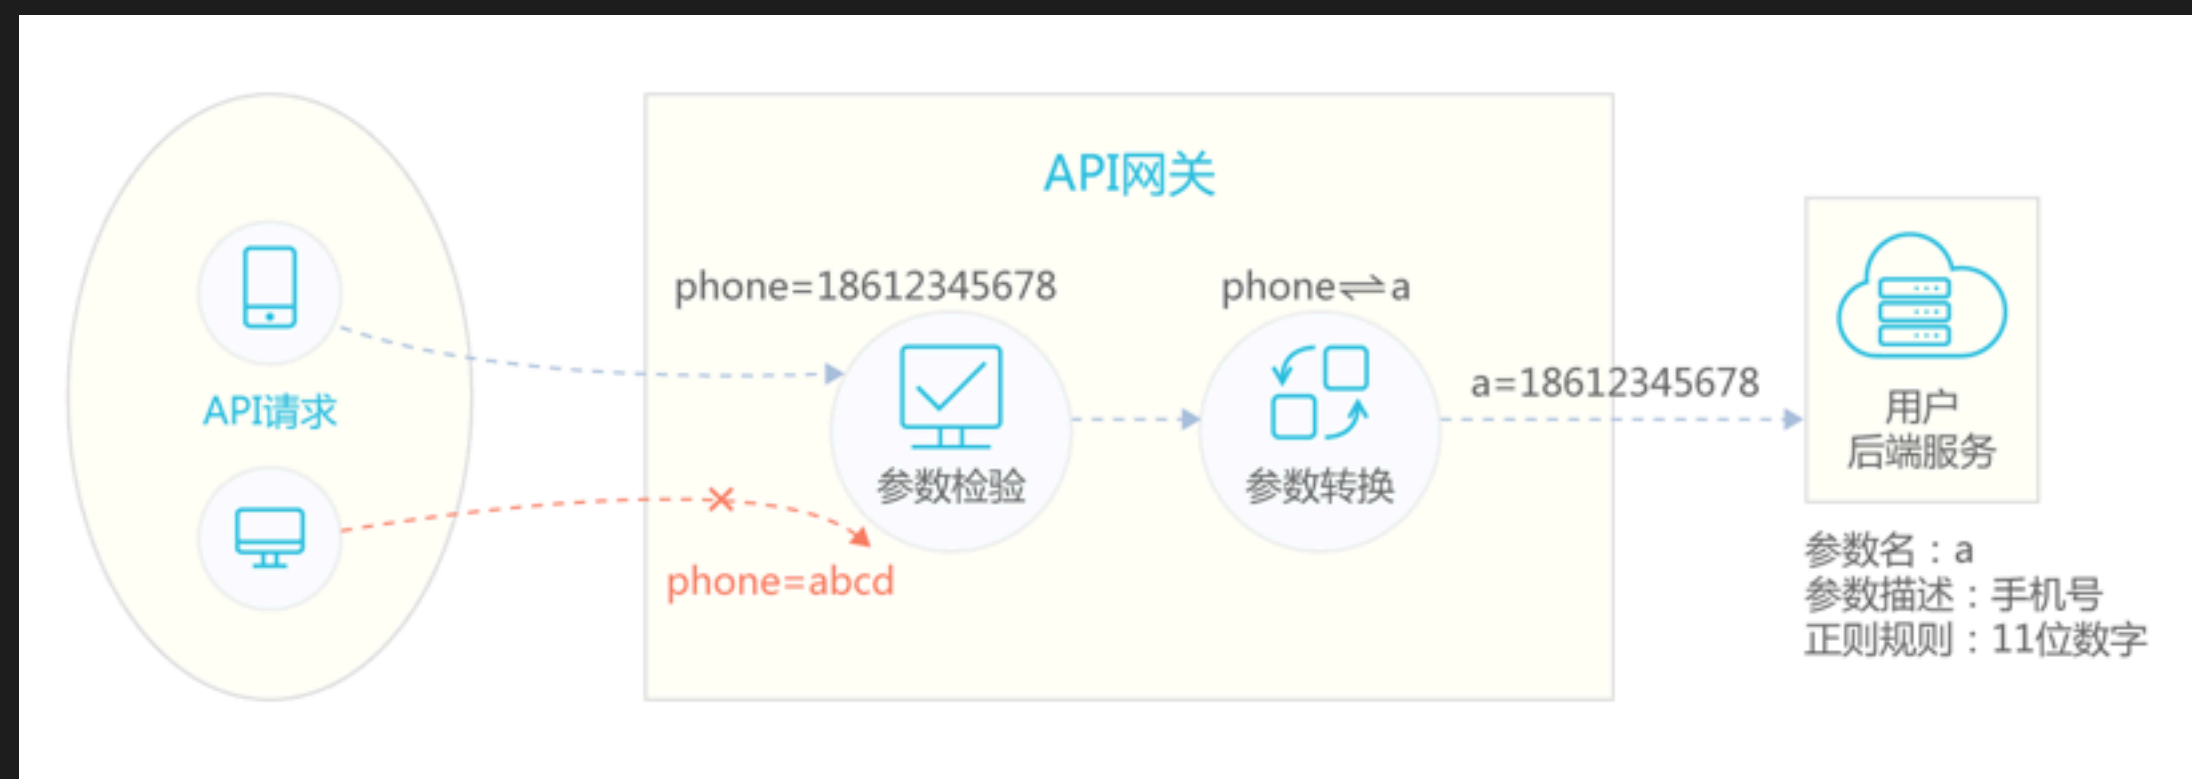 API网关
phone=18612345678
phone⇌a
a=18612345678
API请求
参数检验
参数转换
phone=abcd
用户
后端服务
参数名：a
参数描述：手机号
正则规则：11位数字